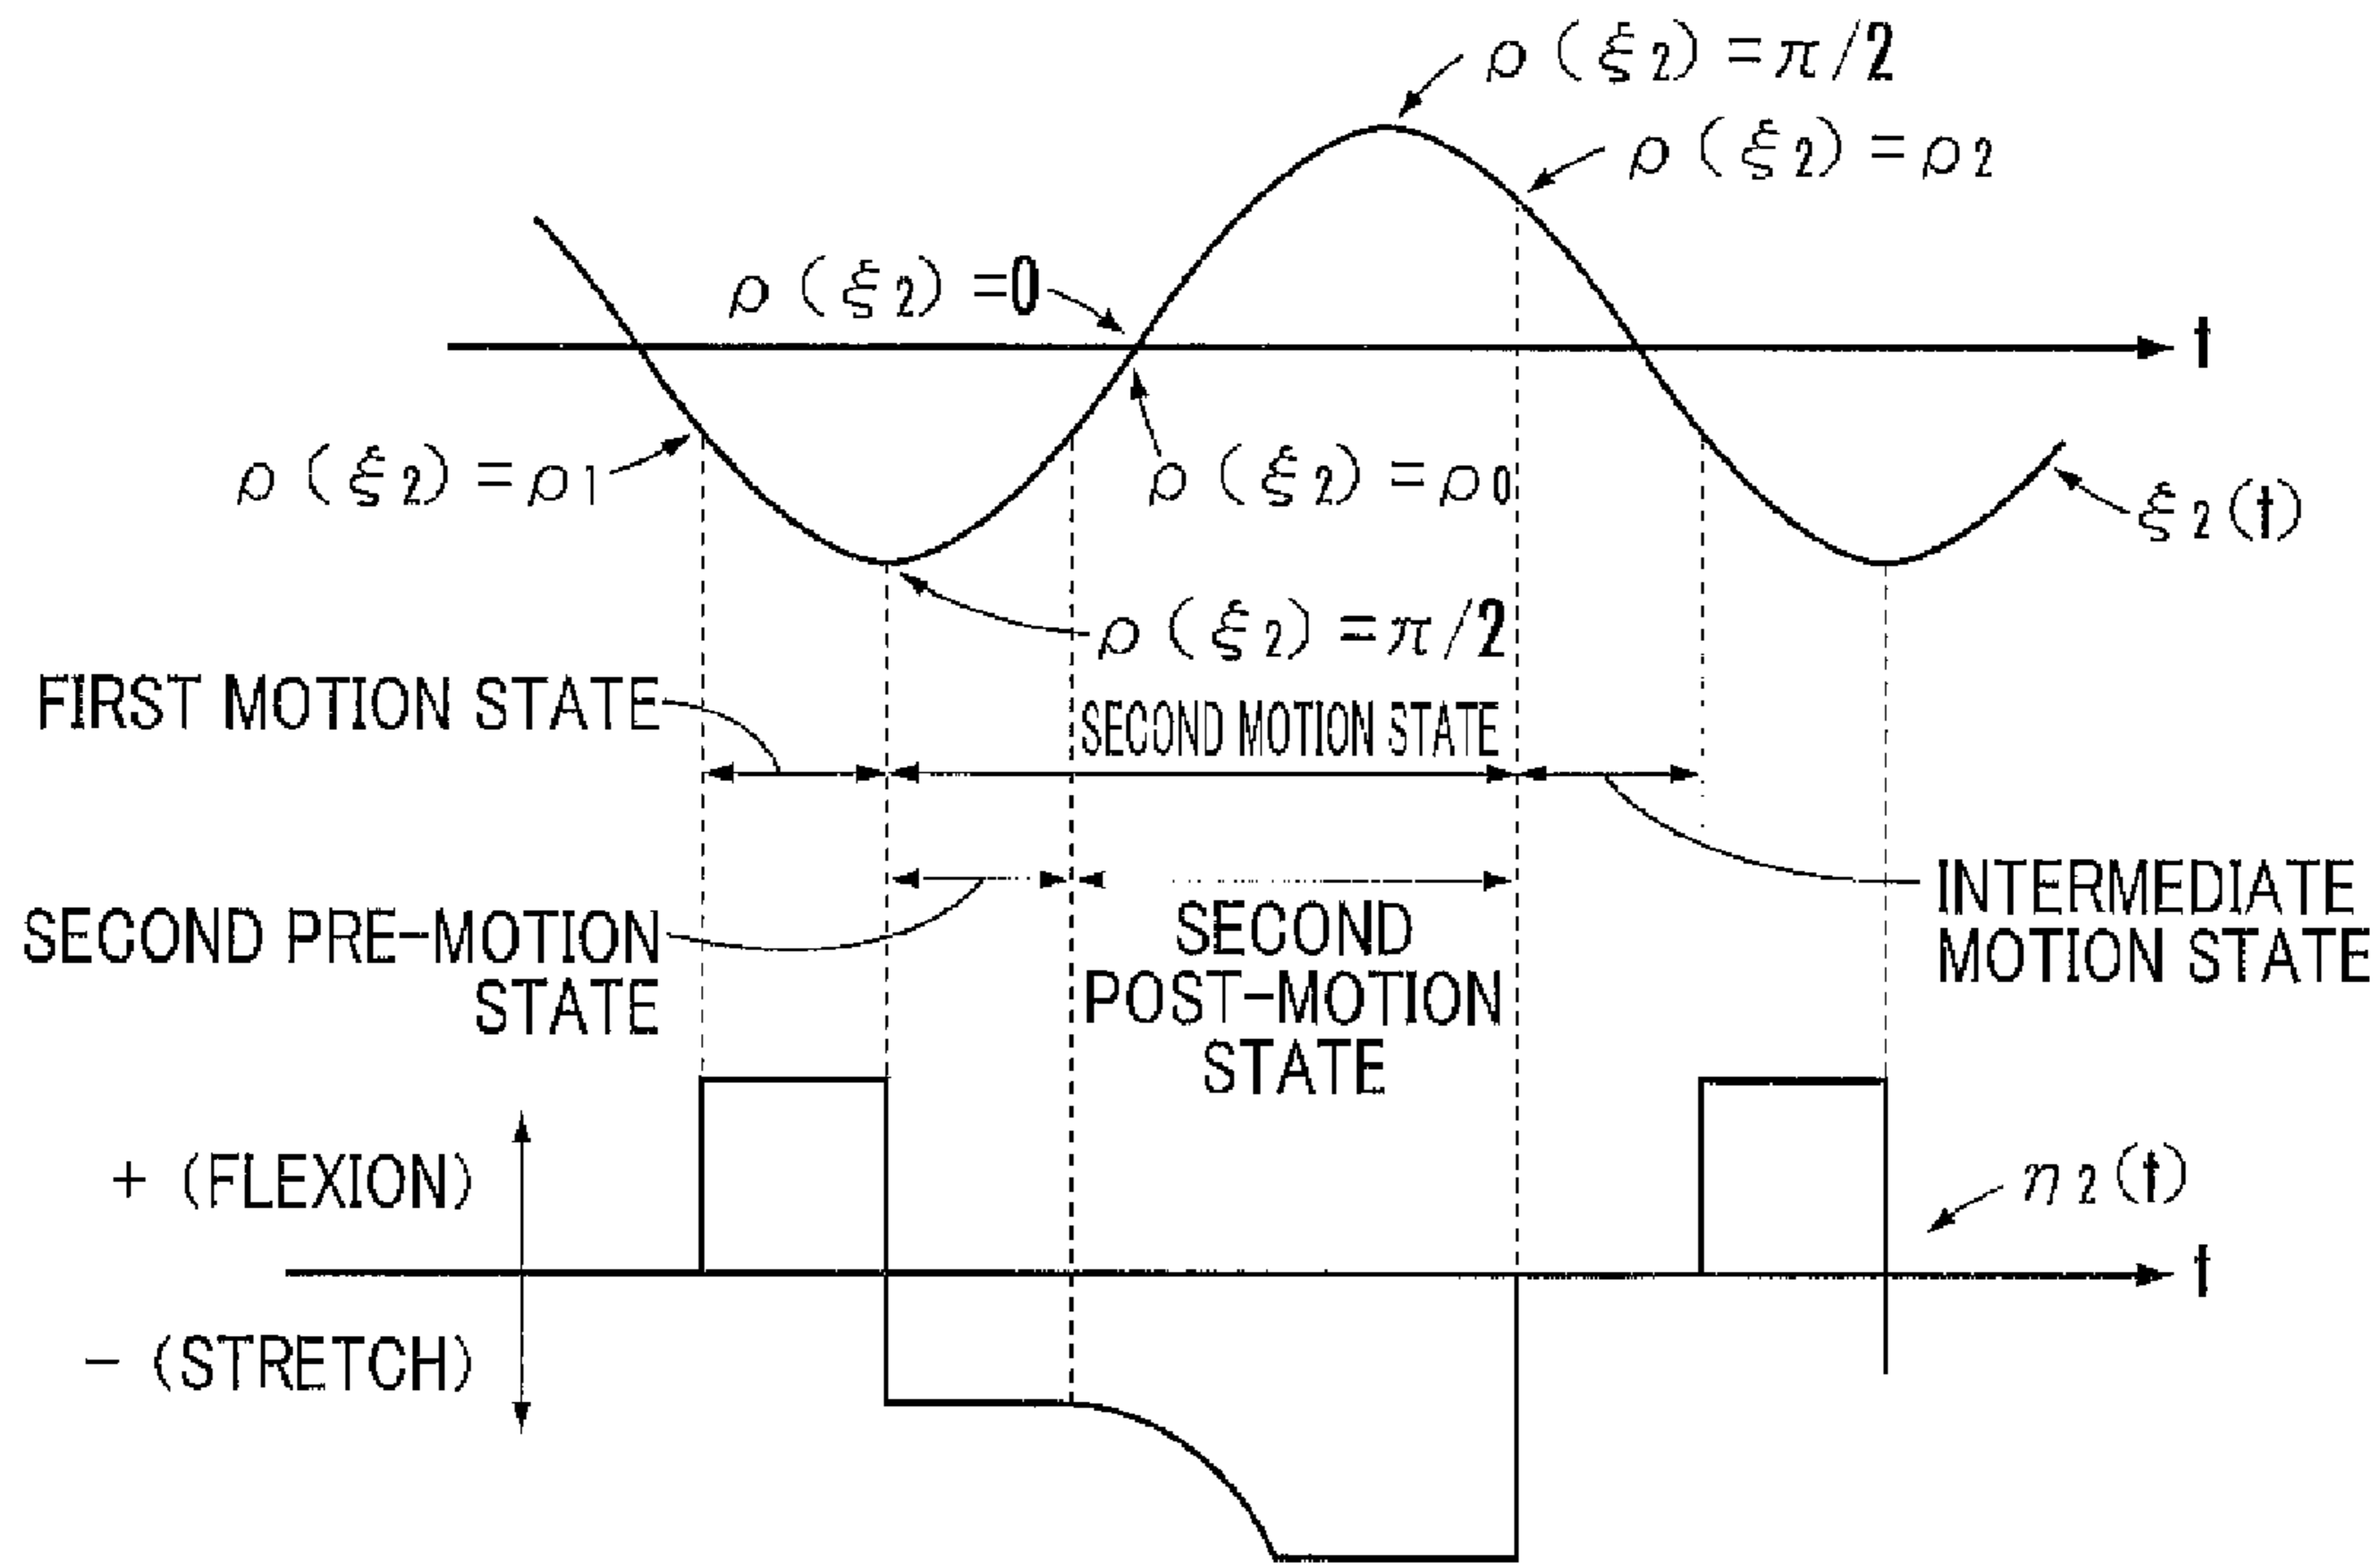 ρ(ξ2)=π/2
ρ(ξ2)=ρ2
ρ(ξ2)=0
t
ρ(ξ2)=ρ1
ρ(ξ2)=ρ0
ξ2(t)
ρ(ξ2)=π/2
FIRST MOTION STATE
SECOND MOTION STATE
SECOND PRE-MOTION
STATE
SECOND
POST-MOTION
STATE
INTERMEDIATE
MOTION STATE
+ (FLEXION)
η2(t)
t
- (STRETCH)